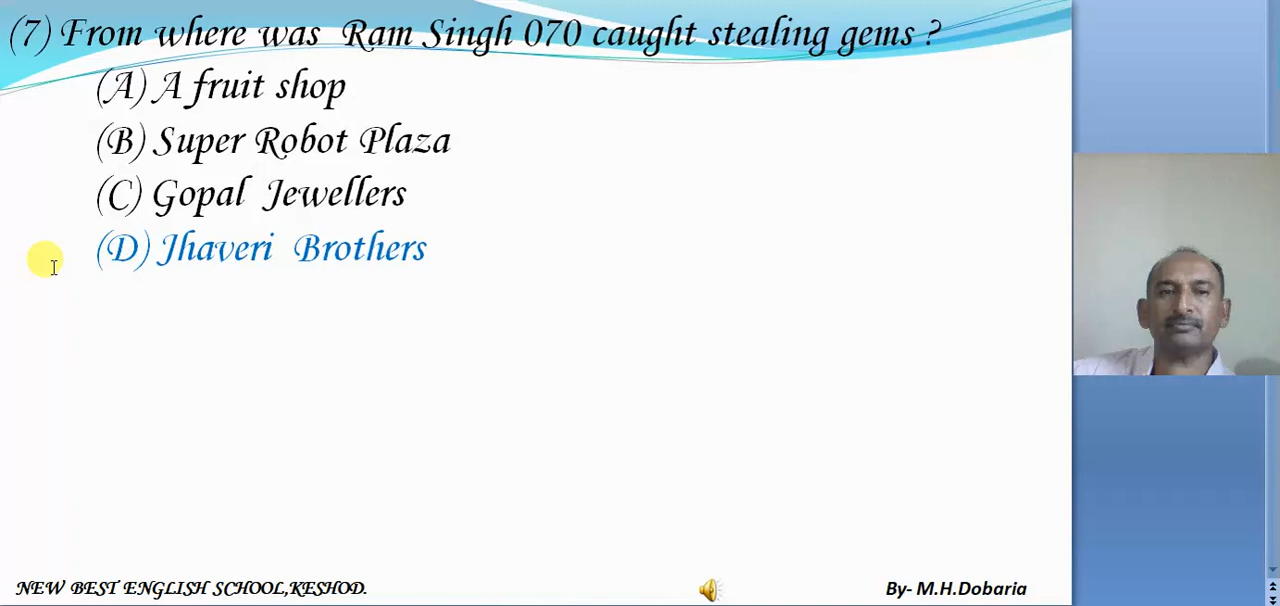 (7) From where was Ram Singh 070 caught stealing gems ?
(A) A fruit shop
(B) Super Robot Plaza
(C) Gopal Jewellers
(D) Jhaveri Brothers
NEW BEST ENGLISH SCHOOL,KESHOD.
By- M.H.Dobaria